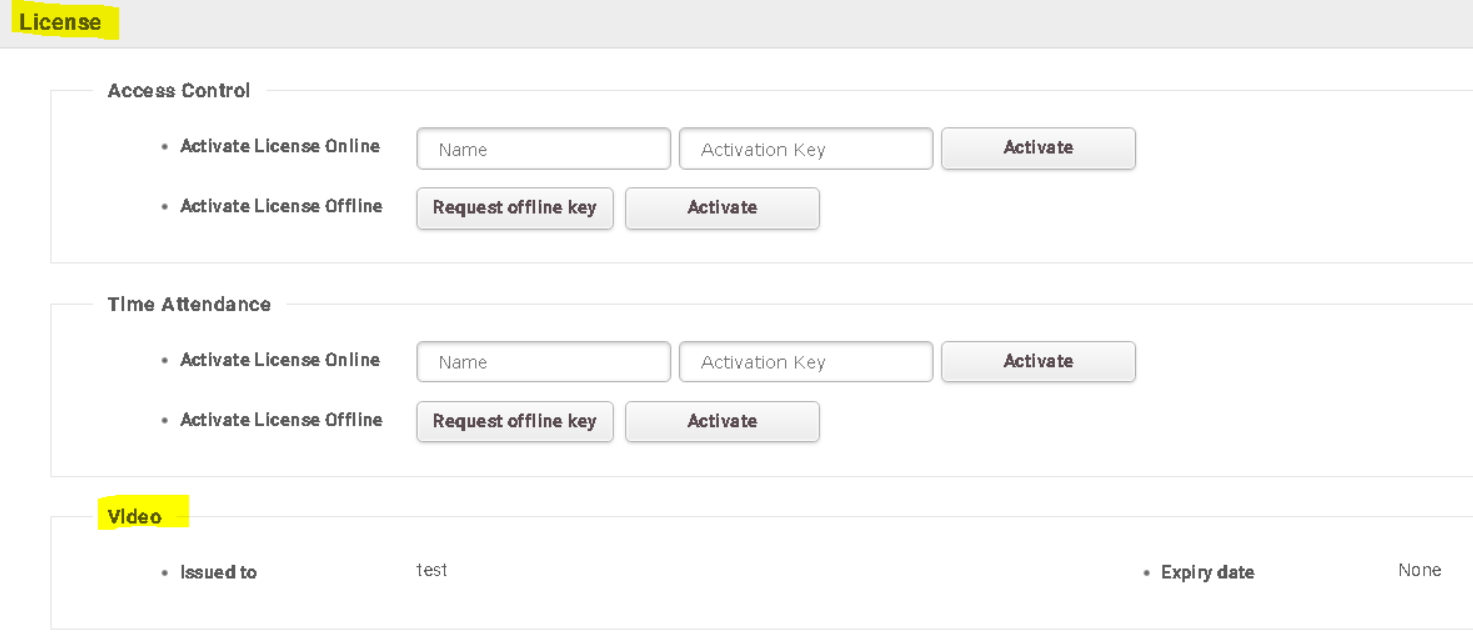 License
Access Control
• Activate License Online Name Activation Key Activate
• Activate License Offline Request offline key Activate
Time Attendance
• Activate License Online Name Activation Key Activate
• Activate License Offline Request offline key Activate
Video
• Issued to test • Expiry date None